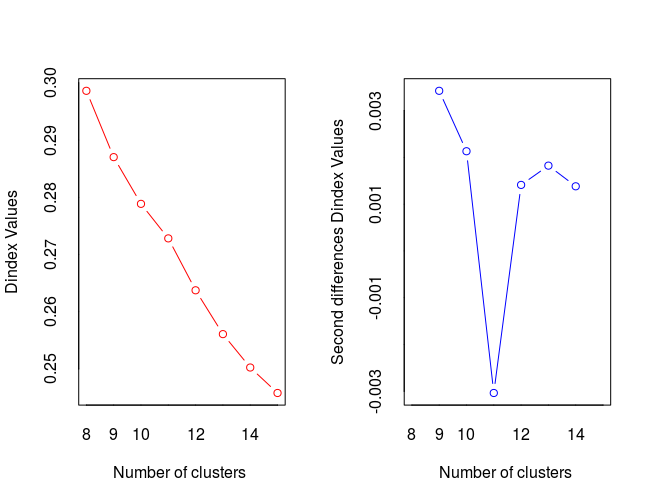 Dindex Values
0.30
0.29
0.28
0.27
0.26
0.25
8 9 10 12 14
Number of clusters
Second differences Dindex Values
0.003
0.001
-0.001
-0.003
8 9 10 12 14
Number of clusters